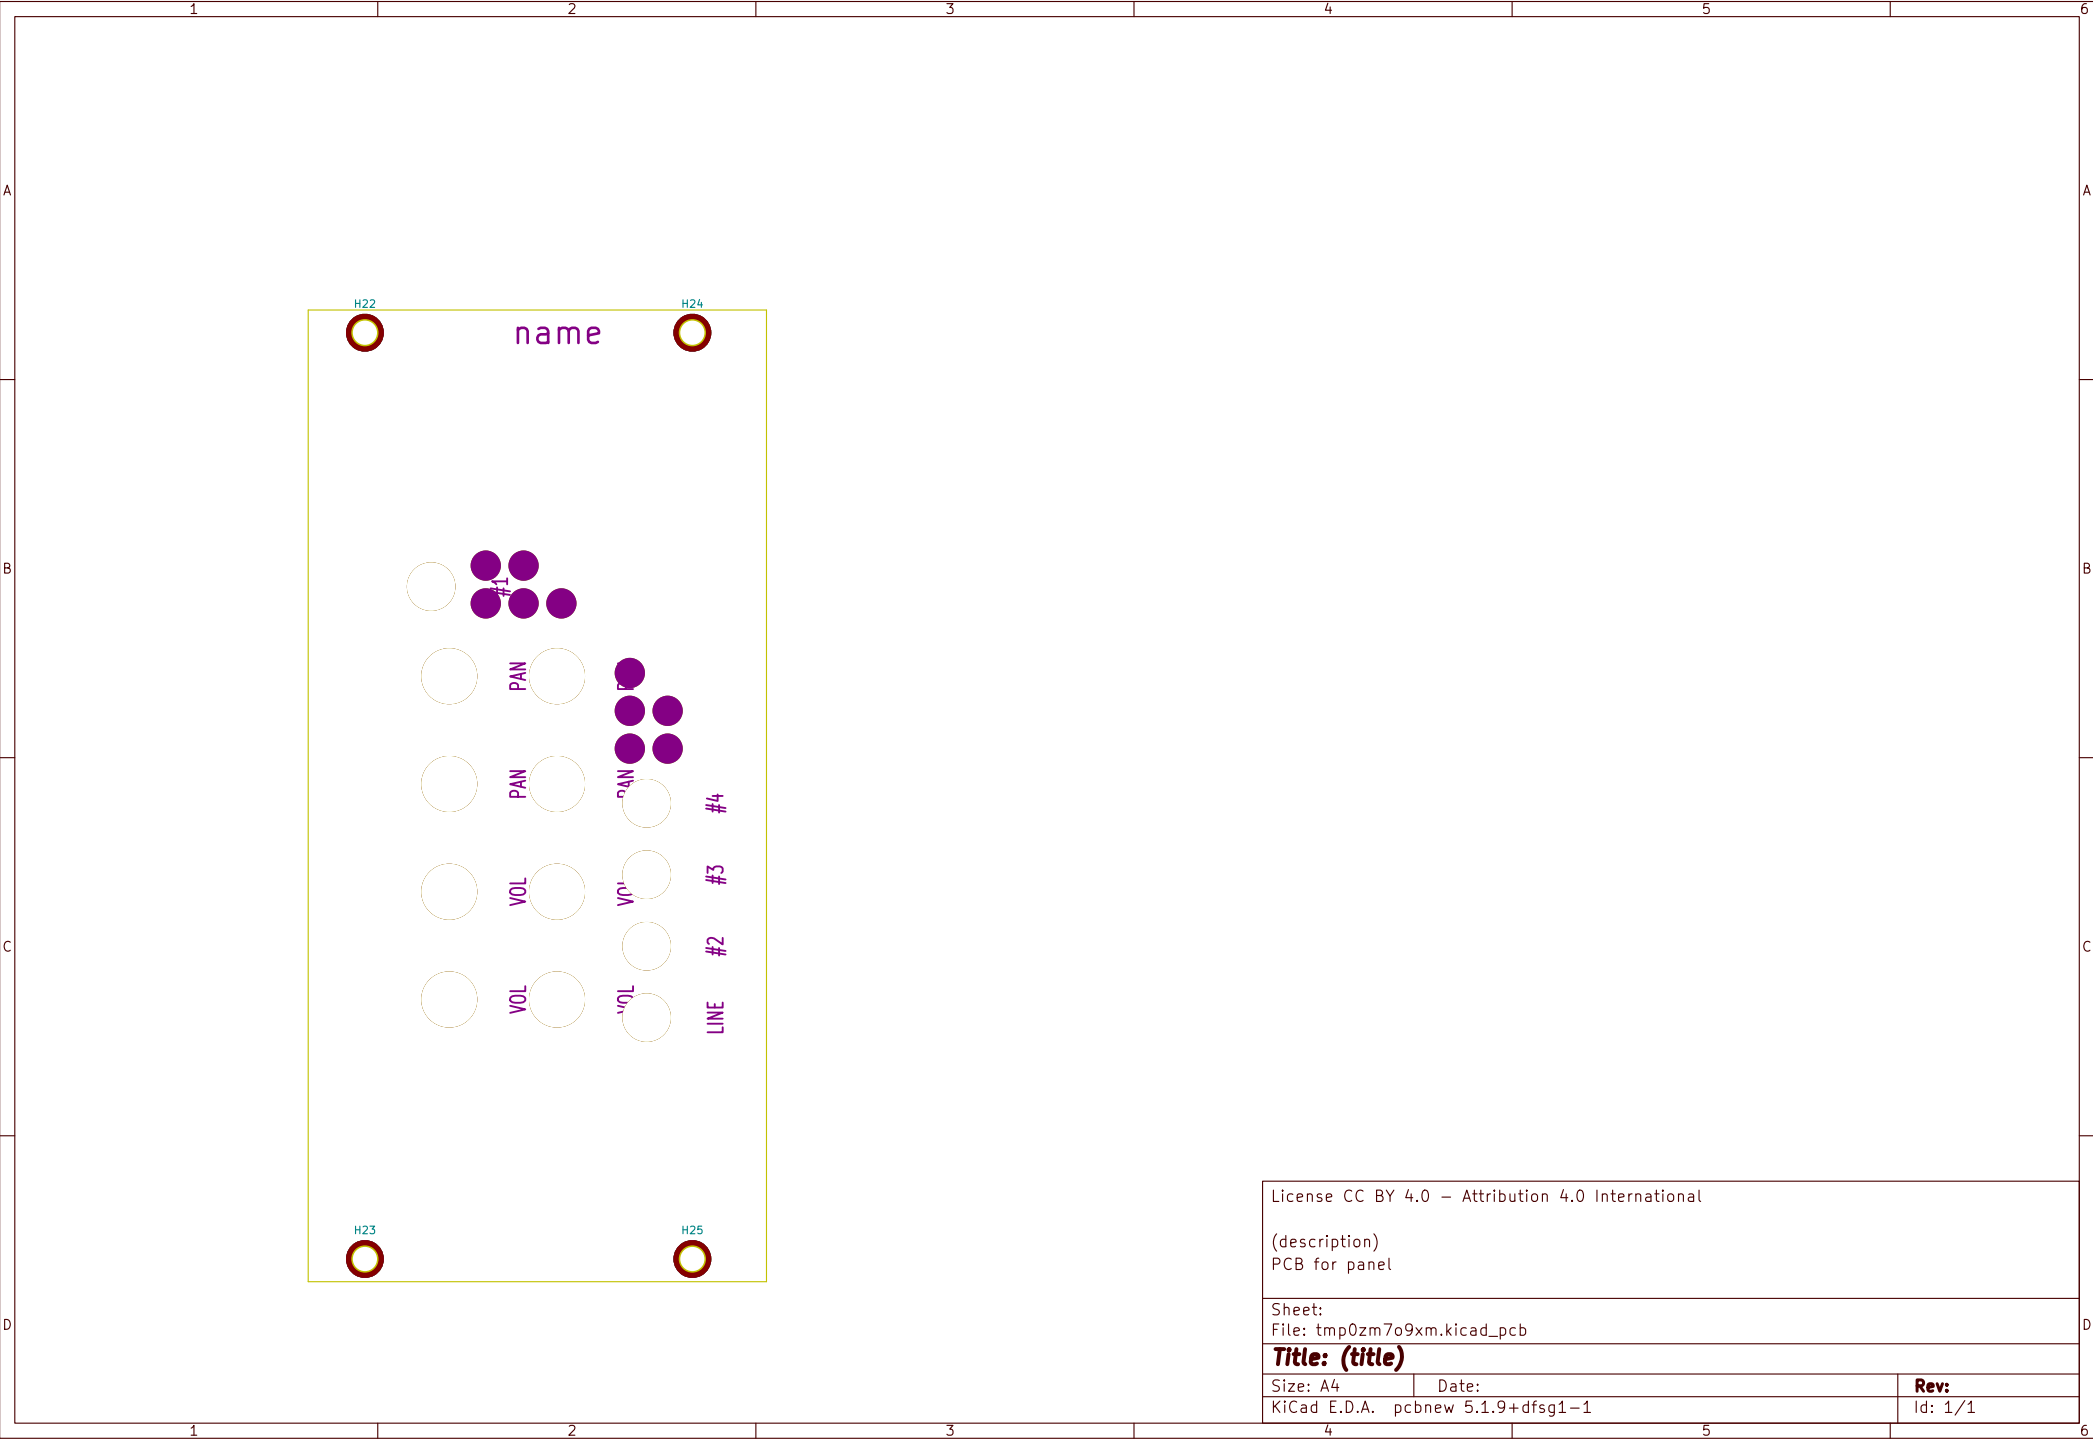 1 2 3 4 5 6
A A
H22 H24
name
B B
#1
PAN
PAN PAN
#4
VOL VOL
#3
C C
#2
VOL VOL
LINE
License CC BY 4.0 - Attribution 4.0 International
(description)
PCB for panel
H23 H25
Sheet:
D D
File: tmp0zm7o9xm.kicad_pcb
Title: (title)
Size: A4 Date: Rev:
KiCad E.D.A. pcbnew 5.1.9+dfsg1-1 Id: 1/1
1 2 3 4 5 6